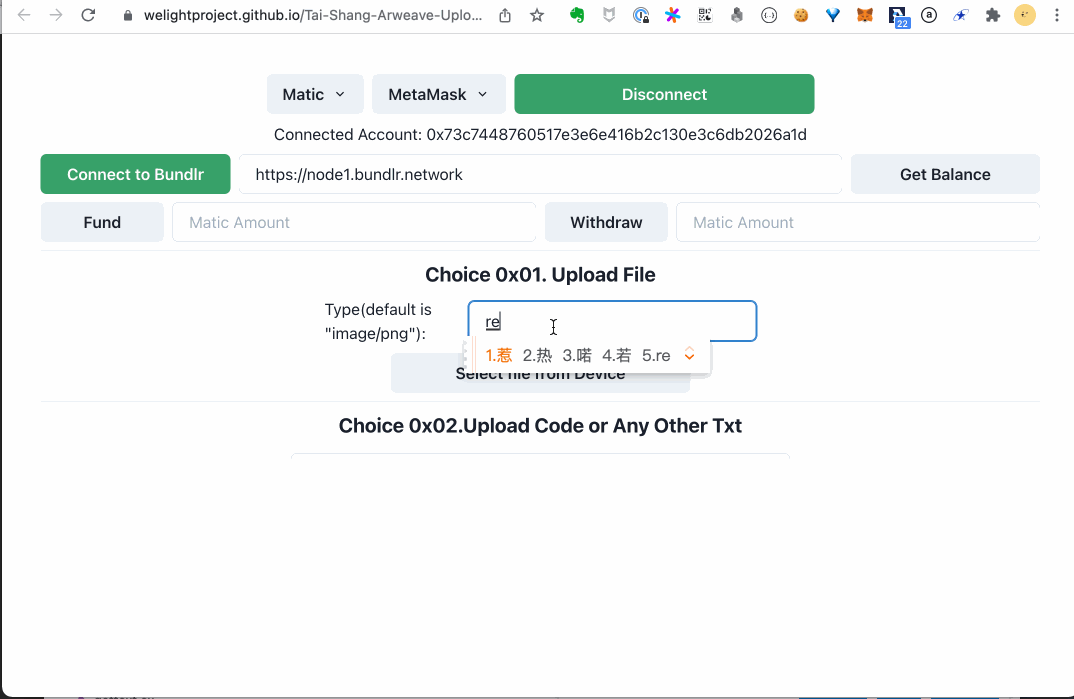 welightproject.github.io/Tai-Shang-Arweave-Uplo...
22
Matic
MetaMask
Disconnect
Connected Account: 0x73c7448760517e3e6e416b2c130e3c6db2026a1d
Connect to Bundlr
https://node1.bundlr.network
Get Balance
Fund
Matic Amount
Withdraw
Matic Amount
Choice 0x01. Upload File
Type(default is
"image/png"):
re
1.惹 2.热 3.喏 4.若 5.re
Select file from Device
Choice 0x02.Upload Code or Any Other Txt